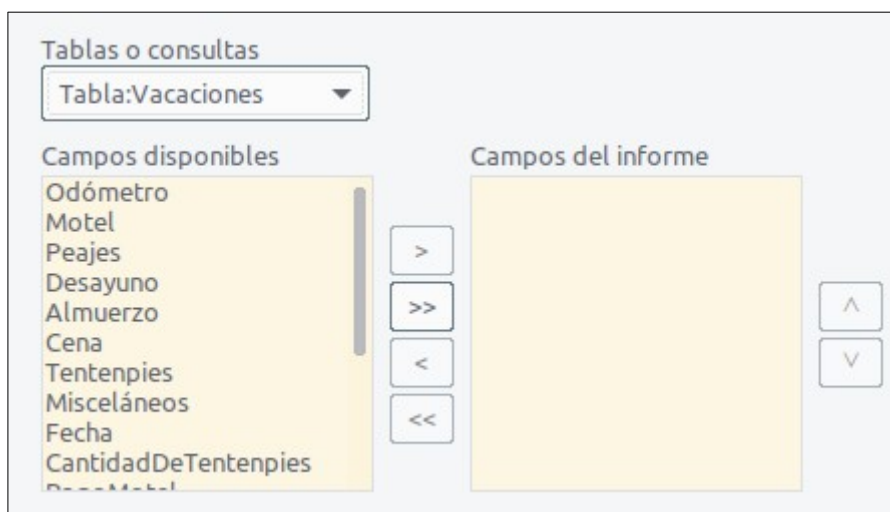 Tablas o consultas
Tabla:Vacaciones
Campos disponibles
Odómetro
Motel
Peajes
Desayuno
Almuerzo
Cena
Tentenpies
Misceláneos
Fecha
CantidadDeTentenpies
>
>>
<
<<
Campos del informe